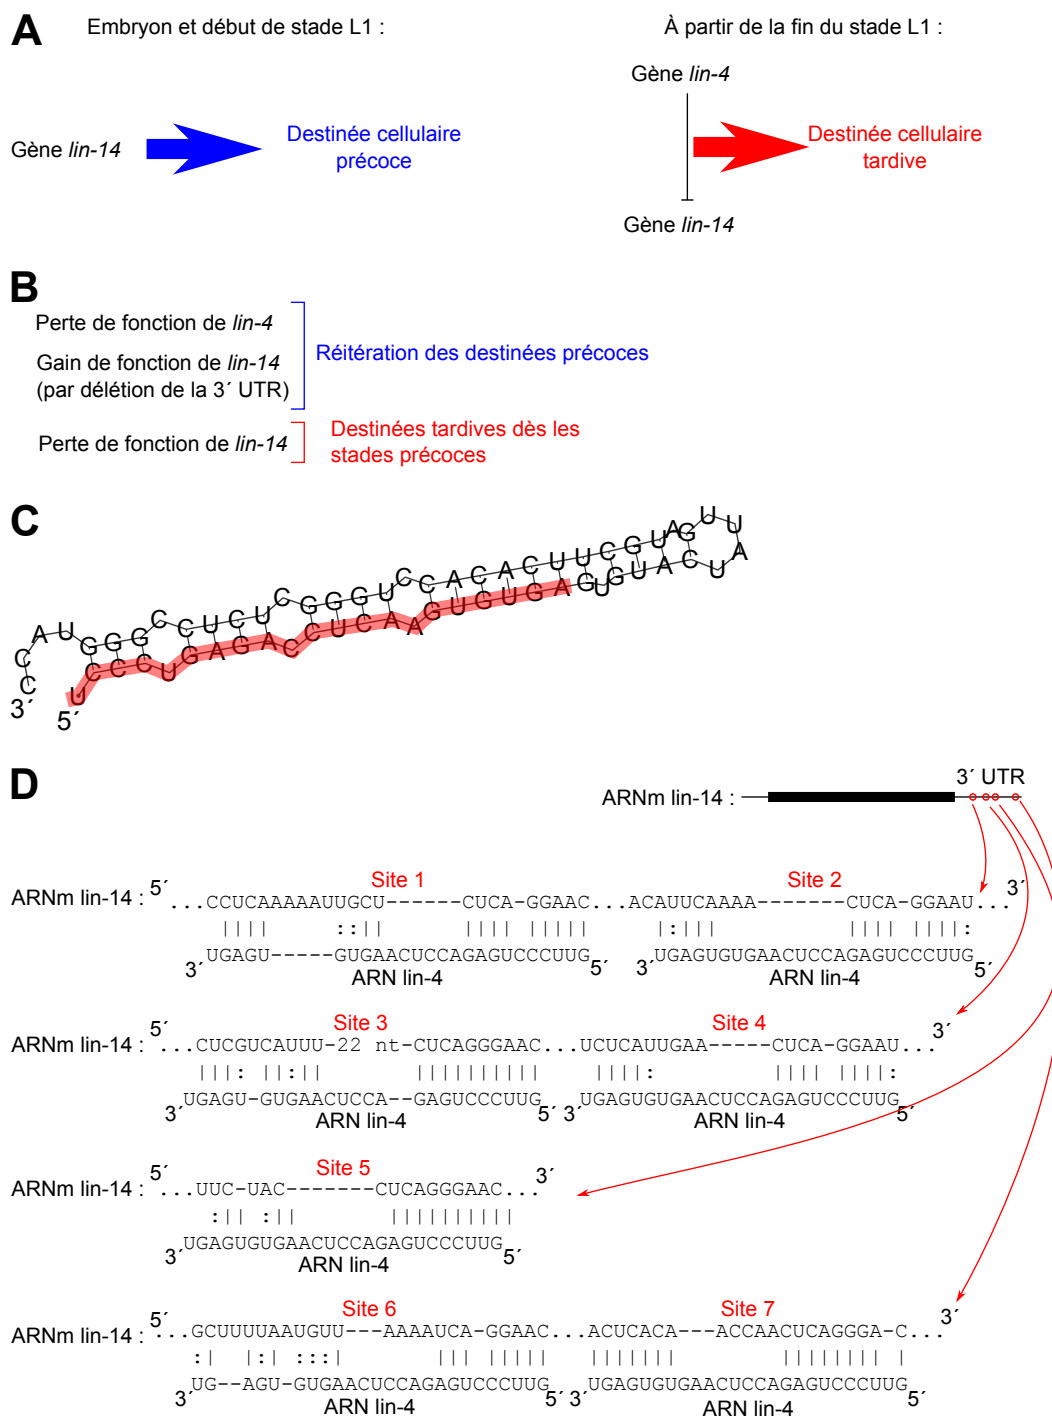 A
Embryon et début de stade L1 :
À partir de la fin du stade L1 :
Gène lin-4
Gène lin-14
Destinée cellulaire
précoce
Destinée cellulaire
tardive
Gène lin-14
B
Perte de fonction de lin-4
Gain de fonction de lin-14
(par délétion de la 3´ UTR)
Réitération des destinées précoces
Perte de fonction de lin-14
Destinées tardives dès les
stades précoces
C
CCAUGGGCCUCUCGGGUCCACACUUCGUAGUU
UCCCUGAGACCUCAAGUGUGAGUGUACUA
3´
5´
D
3´ UTR
ARNm lin-14 :
Site 1
Site 2
ARNm lin-14 : 5´ ...CCUCAAAAAUUGCU------CUCA-GGAAC...ACAUUCAAAA-------CUCA-GGAAU... 3´
3´ UGAGU-----GUGAACUCCAGAGUCCCUUG 5´ 3´ UGAGUGUGAACUCCAGAGUCCCUUG 5´
ARN lin-4
ARN lin-4
Site 3
Site 4
ARNm lin-14 : 5´ ...CUCGUCAUUU-22 nt-CUCAGGGAAC...UCUCAUUGAA-----CUCA-GGAAU... 3´
3´ UGAGU-GUGAACUCCA-GAGUCCCUUG 5´ 3´ UGAGUGUGAACUCCAGAGUCCCUUG 5´
ARN lin-4
ARN lin-4
Site 5
ARNm lin-14 : 5´ ...UUC-UAC-------CUCAGGGAAC... 3´
3´ UGAGUGUGAACUCCAGAGUCCCUUG 5´
ARN lin-4
Site 6
Site 7
ARNm lin-14: 5´ ...GCUUUUAAUGUU---AAAAUCA-GGAAC...ACUCACA---ACCAACUCAGGGA-C... 3´
3´ UG--AGU-GUGAACUCCAGAGUCCCUUG 5´ 3´ UGAGUGUGAACUCCAGAGUCCCUUG 5´
ARN lin-4
ARN lin-4